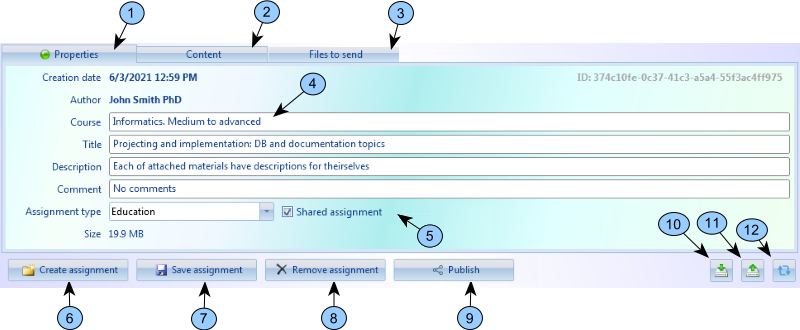 1 2 3
Properties Content Files to send
Creation date 6/3/2021 12:59 PM ID: 374c10fe-0c37-41c3-a5a4-55f3ac4ff975
Author John Smith PhD
4
Course Informatics. Medium to advanced
Title Projecting and implementation: DB and documentation topics
Description Each of attached materials have descriptions for theirselves
Comment No comments
Assignment type Education Shared assignment
5
Size 19.9 MB
10 11 12
Create assignment Save assignment Remove assignment Publish
6 7 8 9